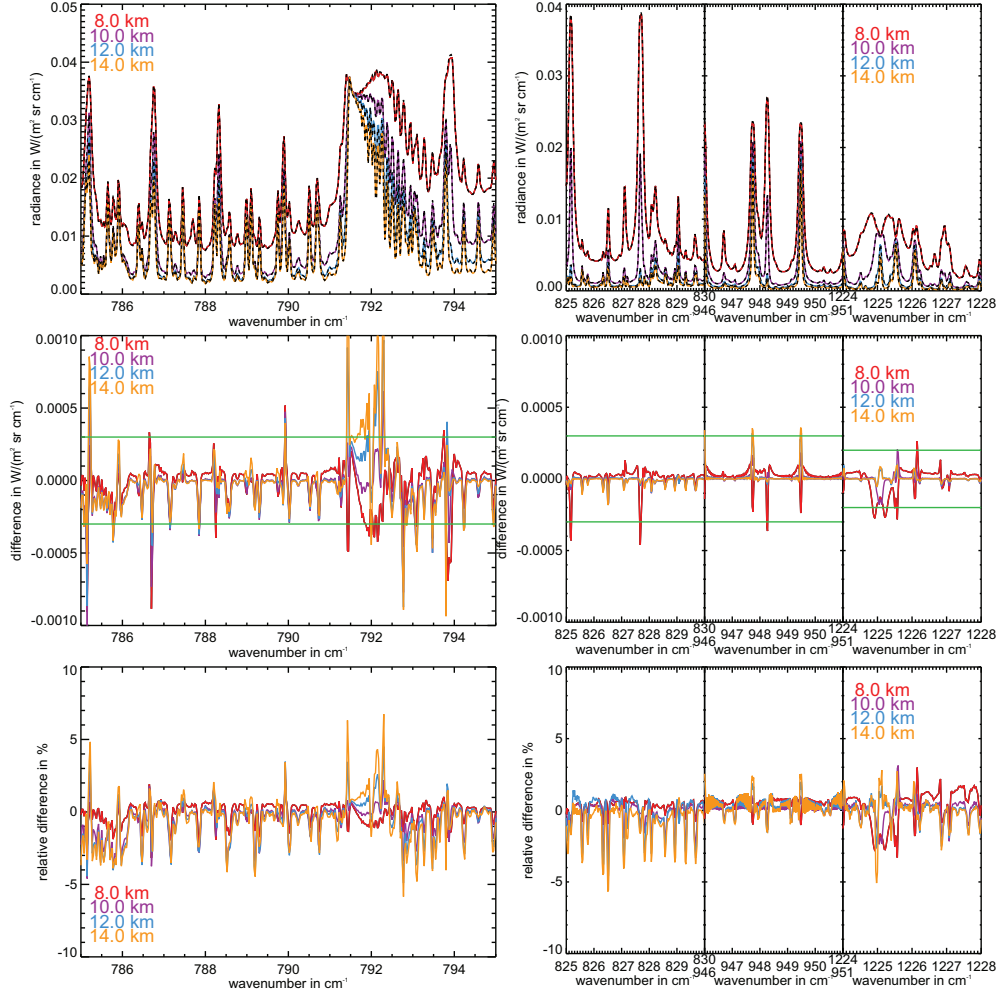 0.05
0.04
0.03
0.02
0.01
0.00
radiance in W/(m² sr cm⁻¹)
8.0 km
10.0 km
12.0 km
14.0 km
786 788 790 792 794
wavenumber in cm⁻¹
0.04
0.03
0.02
0.01
0.00
radiance in W/(m² sr cm⁻¹)
8.0 km
10.0 km
12.0 km
14.0 km
825 826 827 828 829 830
946 947 948 949 950 951
1224 1225 1226 1227 1228
wavenumber in cm⁻¹ wavenumber in cm⁻¹ wavenumber in cm⁻¹
0.0010
0.0005
0.0000
-0.0005
-0.0010
difference in W/(m² sr cm⁻¹)
8.0 km
10.0 km
12.0 km
14.0 km
786 788 790 792 794
wavenumber in cm⁻¹
0.0010
0.0005
0.0000
-0.0005
-0.0010
difference in W/(m² sr cm⁻¹)
8.0 km
10.0 km
12.0 km
14.0 km
825 826 827 828 829 830
946 947 948 949 950 951
1224 1225 1226 1227 1228
wavenumber in cm⁻¹ wavenumber in cm⁻¹ wavenumber in cm⁻¹
10
5
0
-5
-10
relative difference in %
8.0 km
10.0 km
12.0 km
14.0 km
786 788 790 792 794
wavenumber in cm⁻¹
10
5
0
-5
-10
relative difference in %
8.0 km
10.0 km
12.0 km
14.0 km
825 826 827 828 829 830
946 947 948 949 950 951
1224 1225 1226 1227 1228
wavenumber in cm⁻¹ wavenumber in cm⁻¹ wavenumber in cm⁻¹